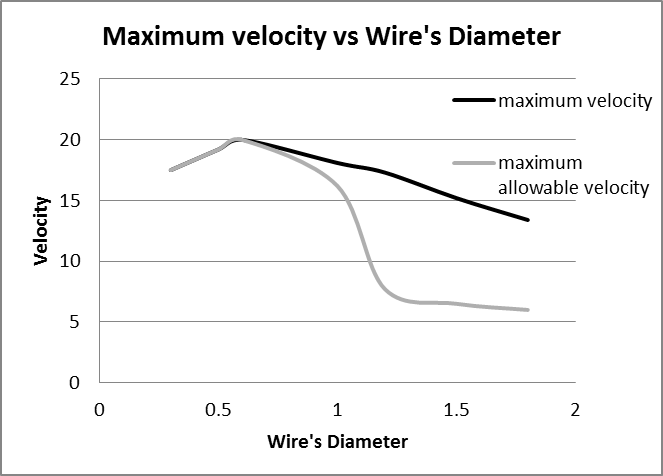 Maximum velocity vs Wire's Diameter
25
20
15
10
5
0
Velocity
maximum velocity
maximum
allowable velocity
0 0.5 1 1.5 2
Wire's Diameter